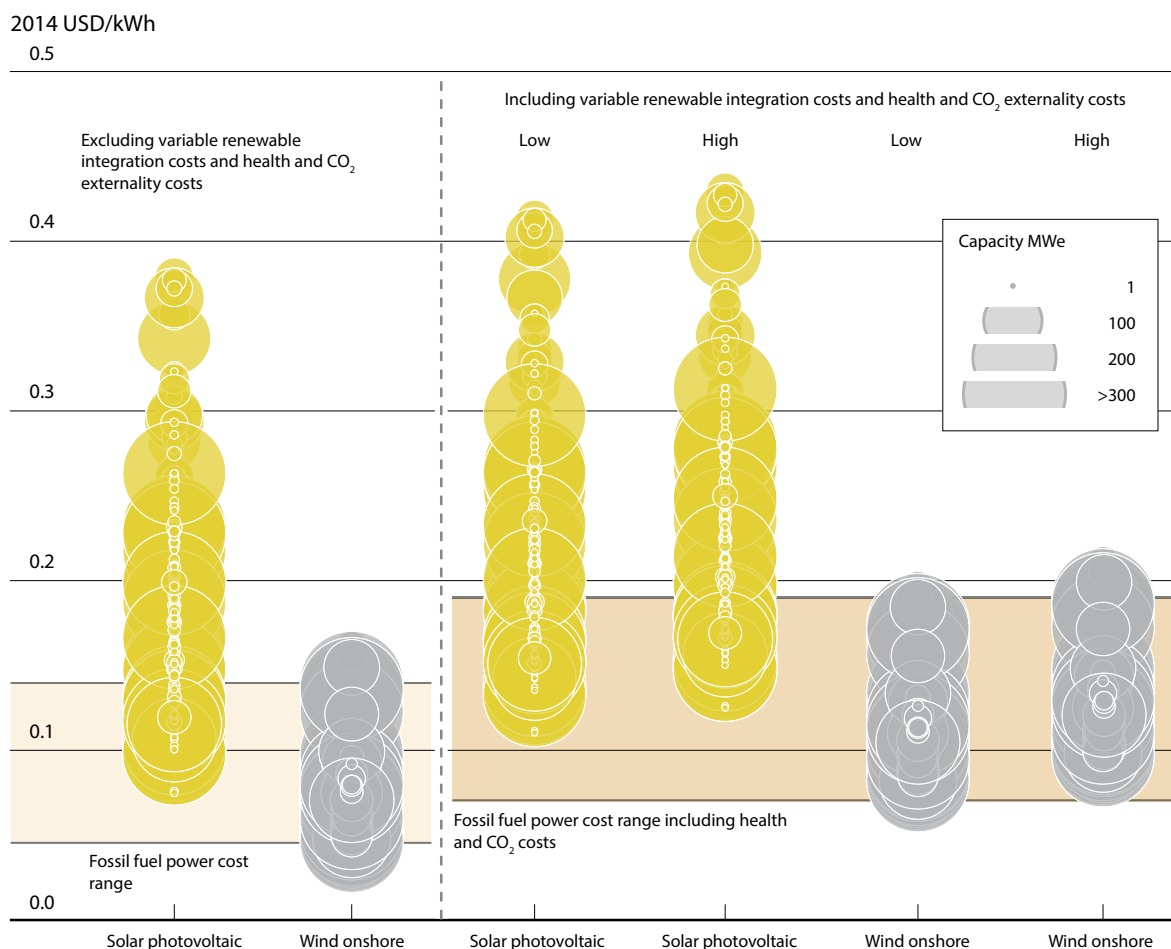 2014 USD/kWh
0.5
Including variable renewable integration costs and health and CO₂ externality costs
Excluding variable renewable
integration costs and health and CO₂
externality costs
Low
High
Low
High
0.4
Capacity MWe
1
100
200
>300
0.3
0.2
0.1
Fossil fuel power cost range including health
and CO₂ costs
Fossil fuel power cost
range
0.0
Solar photovoltaic
Wind onshore
Solar photovoltaic
Solar photovoltaic
Wind onshore
Wind onshore